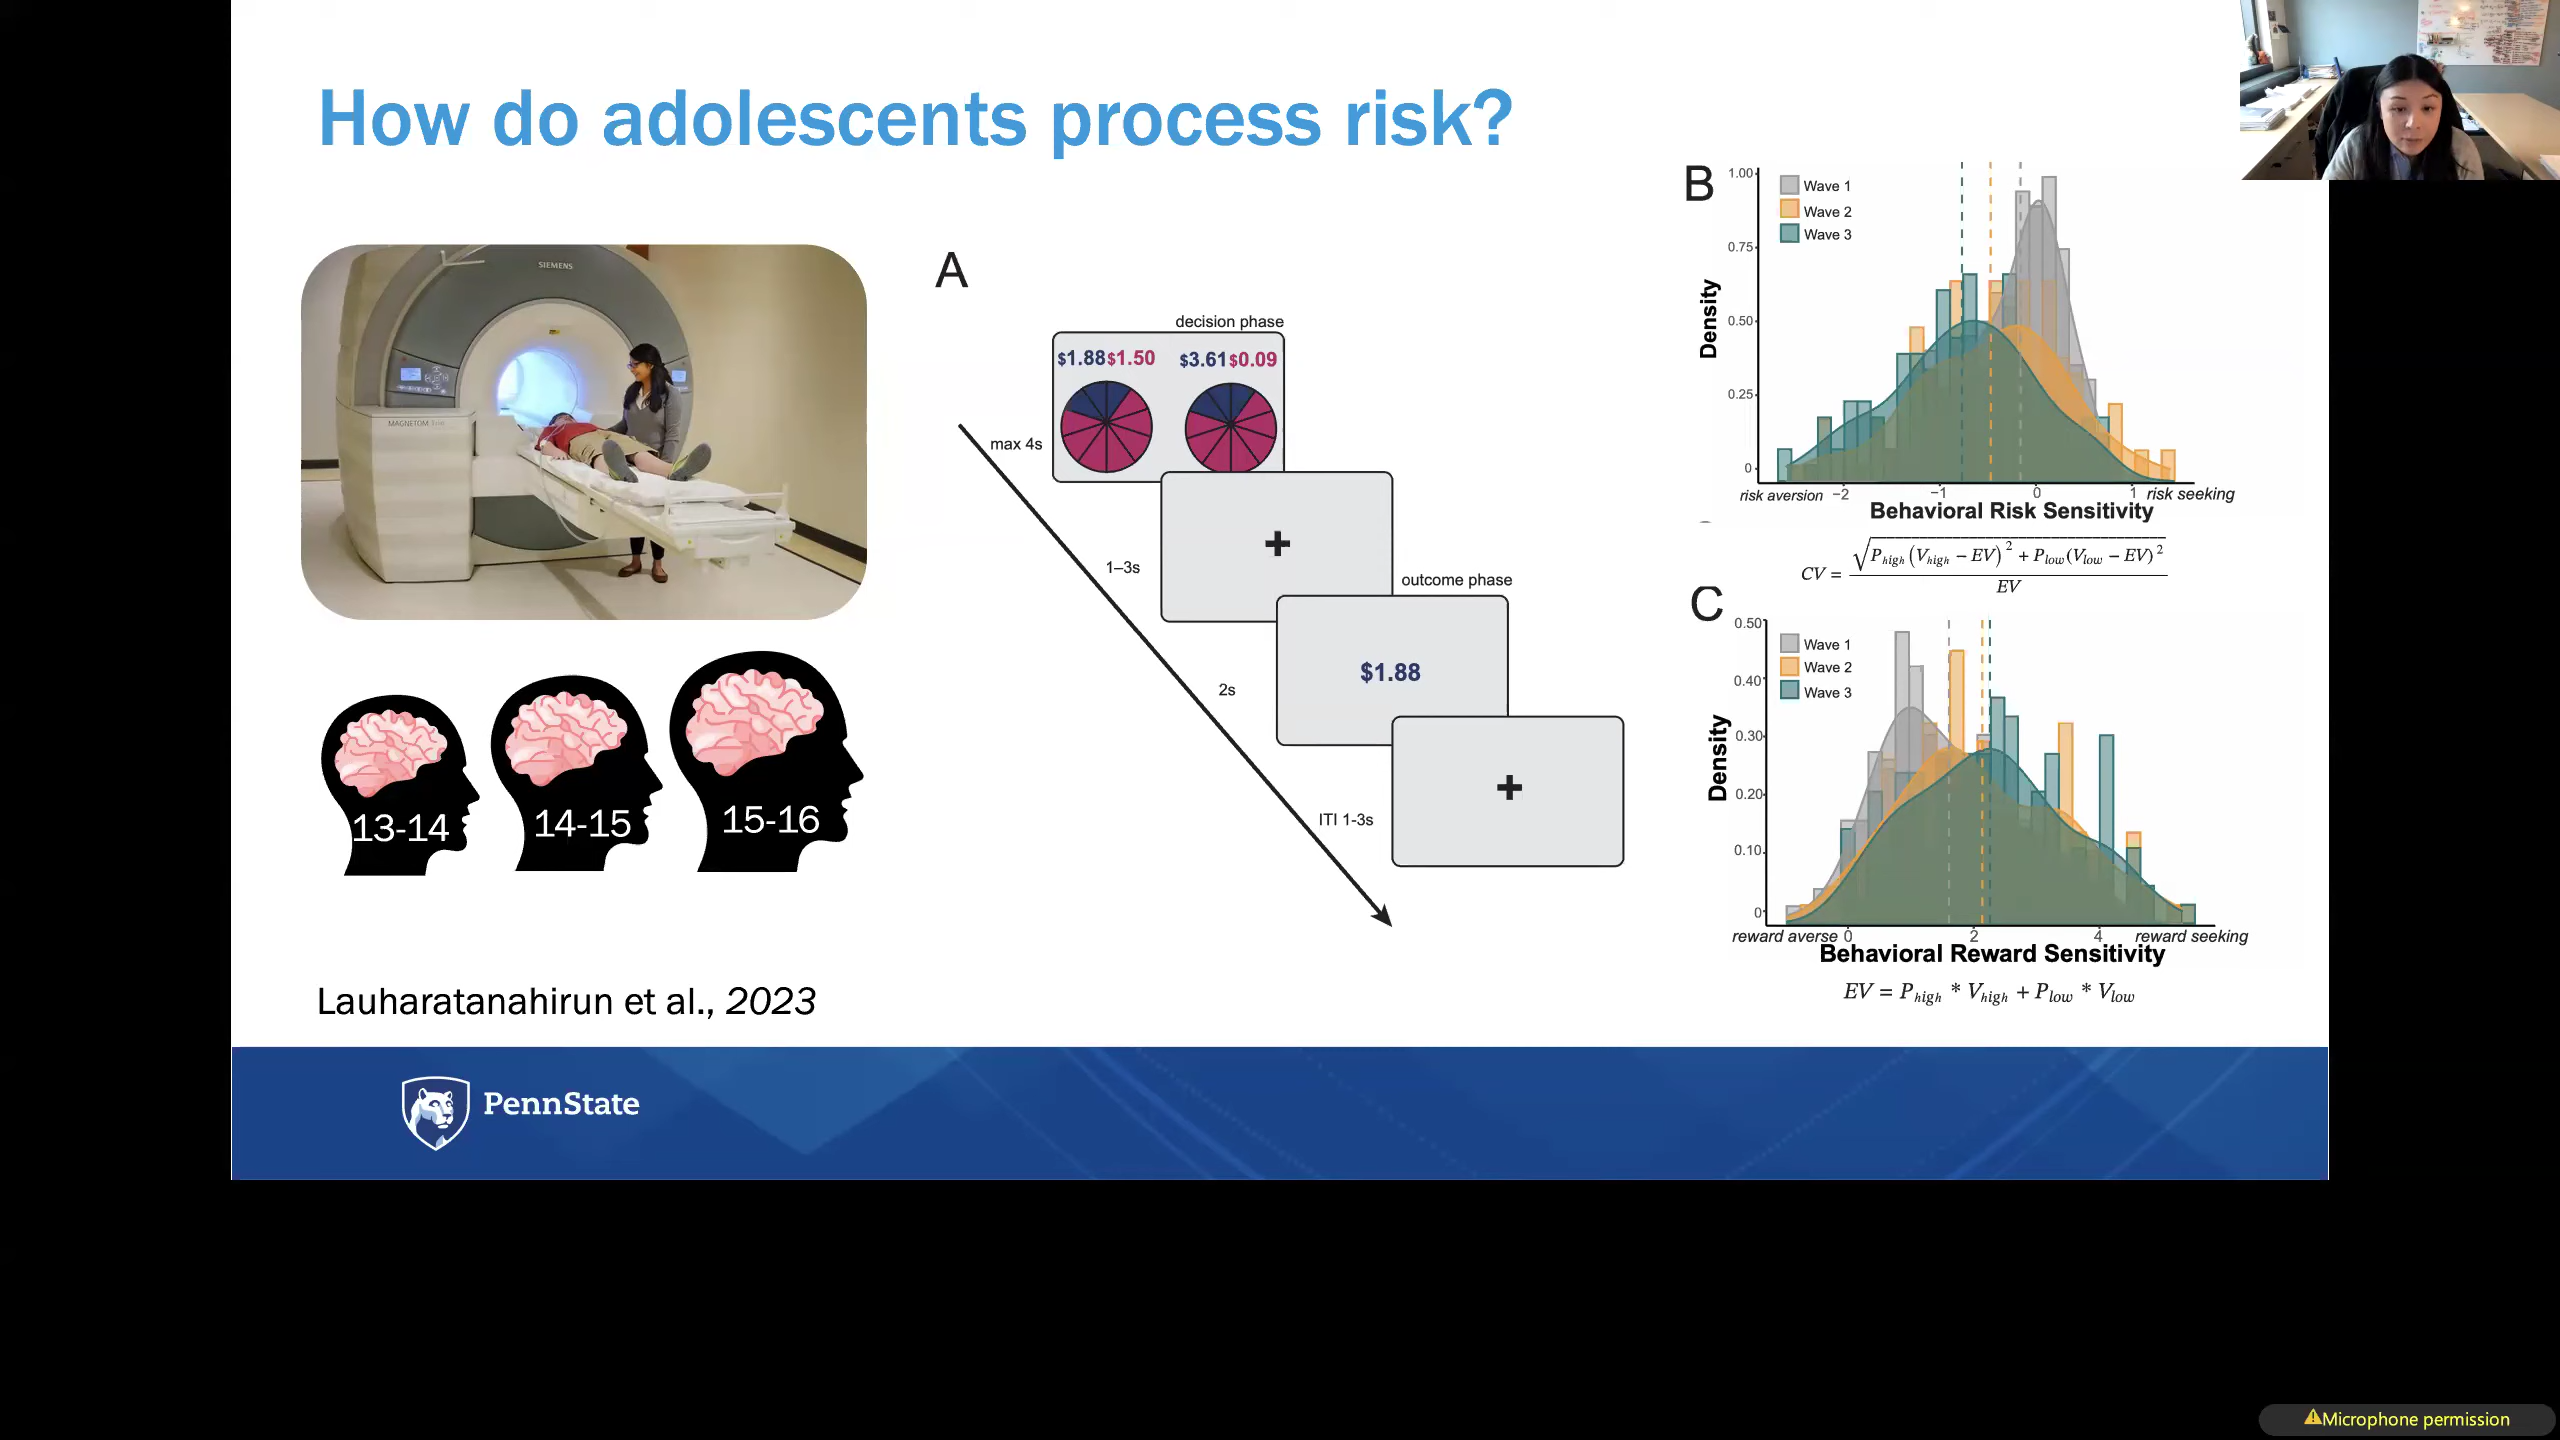 How do adolescents process risk?
SIEMENS
MAGNETOM
13-14
14-15
15-16
Lauharatanahirun et al., 2023
A
decision phase
$1.88 $1.50 $3.61 $0.09
max 4s
+
1–3s
outcome phase
$1.88
2s
+
ITI 1-3s
B
Wave 1
Wave 2
Wave 3
1.00
0.75
0.50
0.25
0
Density
risk aversion -2 -1 0 1 risk seeking
Behavioral Risk Sensitivity
CV = √P_high (V_high − EV)² + P_low (V_low − EV)² / EV
C
Wave 1
Wave 2
Wave 3
0.50
0.40
0.30
0.20
0.10
0
Density
reward averse 0 2 4 reward seeking
Behavioral Reward Sensitivity
EV = P_high * V_high + P_low * V_low
PennState
Microphone permission